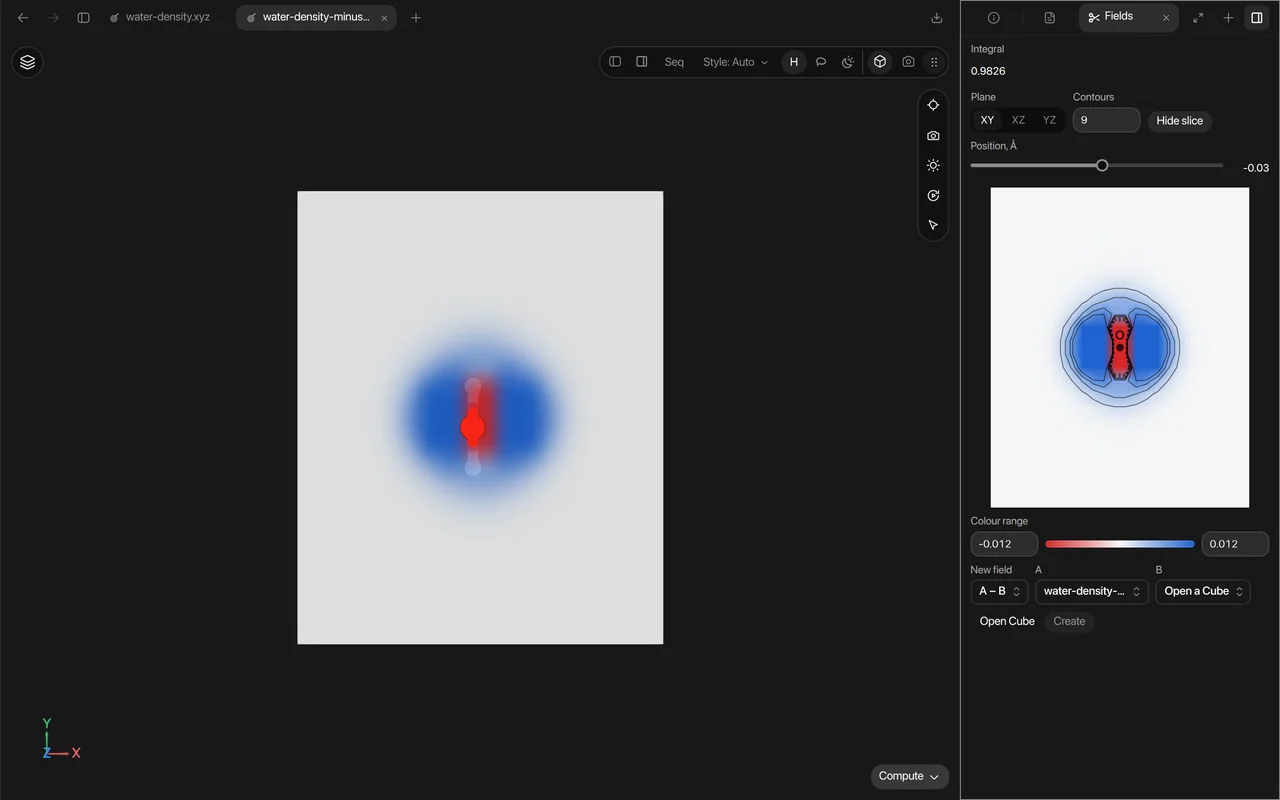 water-density.xyz
water-density-minus...
Fields
Seq
Style: Auto
H
Integral
0.9826
Plane
Contours
XY
XZ
YZ
9
Hide slice
Position, Å
-0.03
O
Colour range
-0.012
0.012
New field
A
B
A – B
water-density-...
Open a Cube
Open Cube
Create
Y
Z
X
Compute